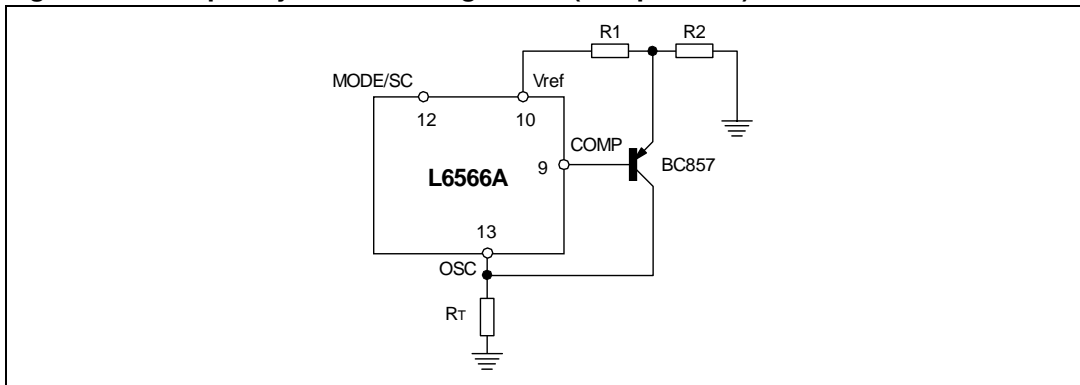 R1 R2
MODE/SC Vref
12 10
COMP
9
BC857
L6566A
13
OSC
RT